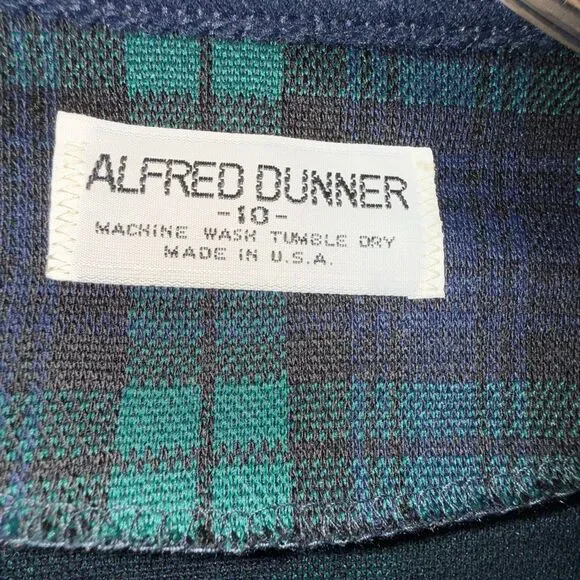 ALFRED DUNNER
-10-
MACHINE WASH TUMBLE DRY
MADE IN U.S.A.